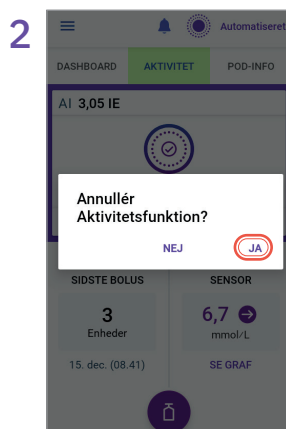 2
Automatiseret
DASHBOARD AKTIVITET POD-INFO
AI 3,05 IE
Annullér
Aktivitetsfunktion?
NEJ JA
SIDSTE BOLUS SENSOR
3 6,7
Enheder mmol/L
15. dec. (08.41) SE GRAF